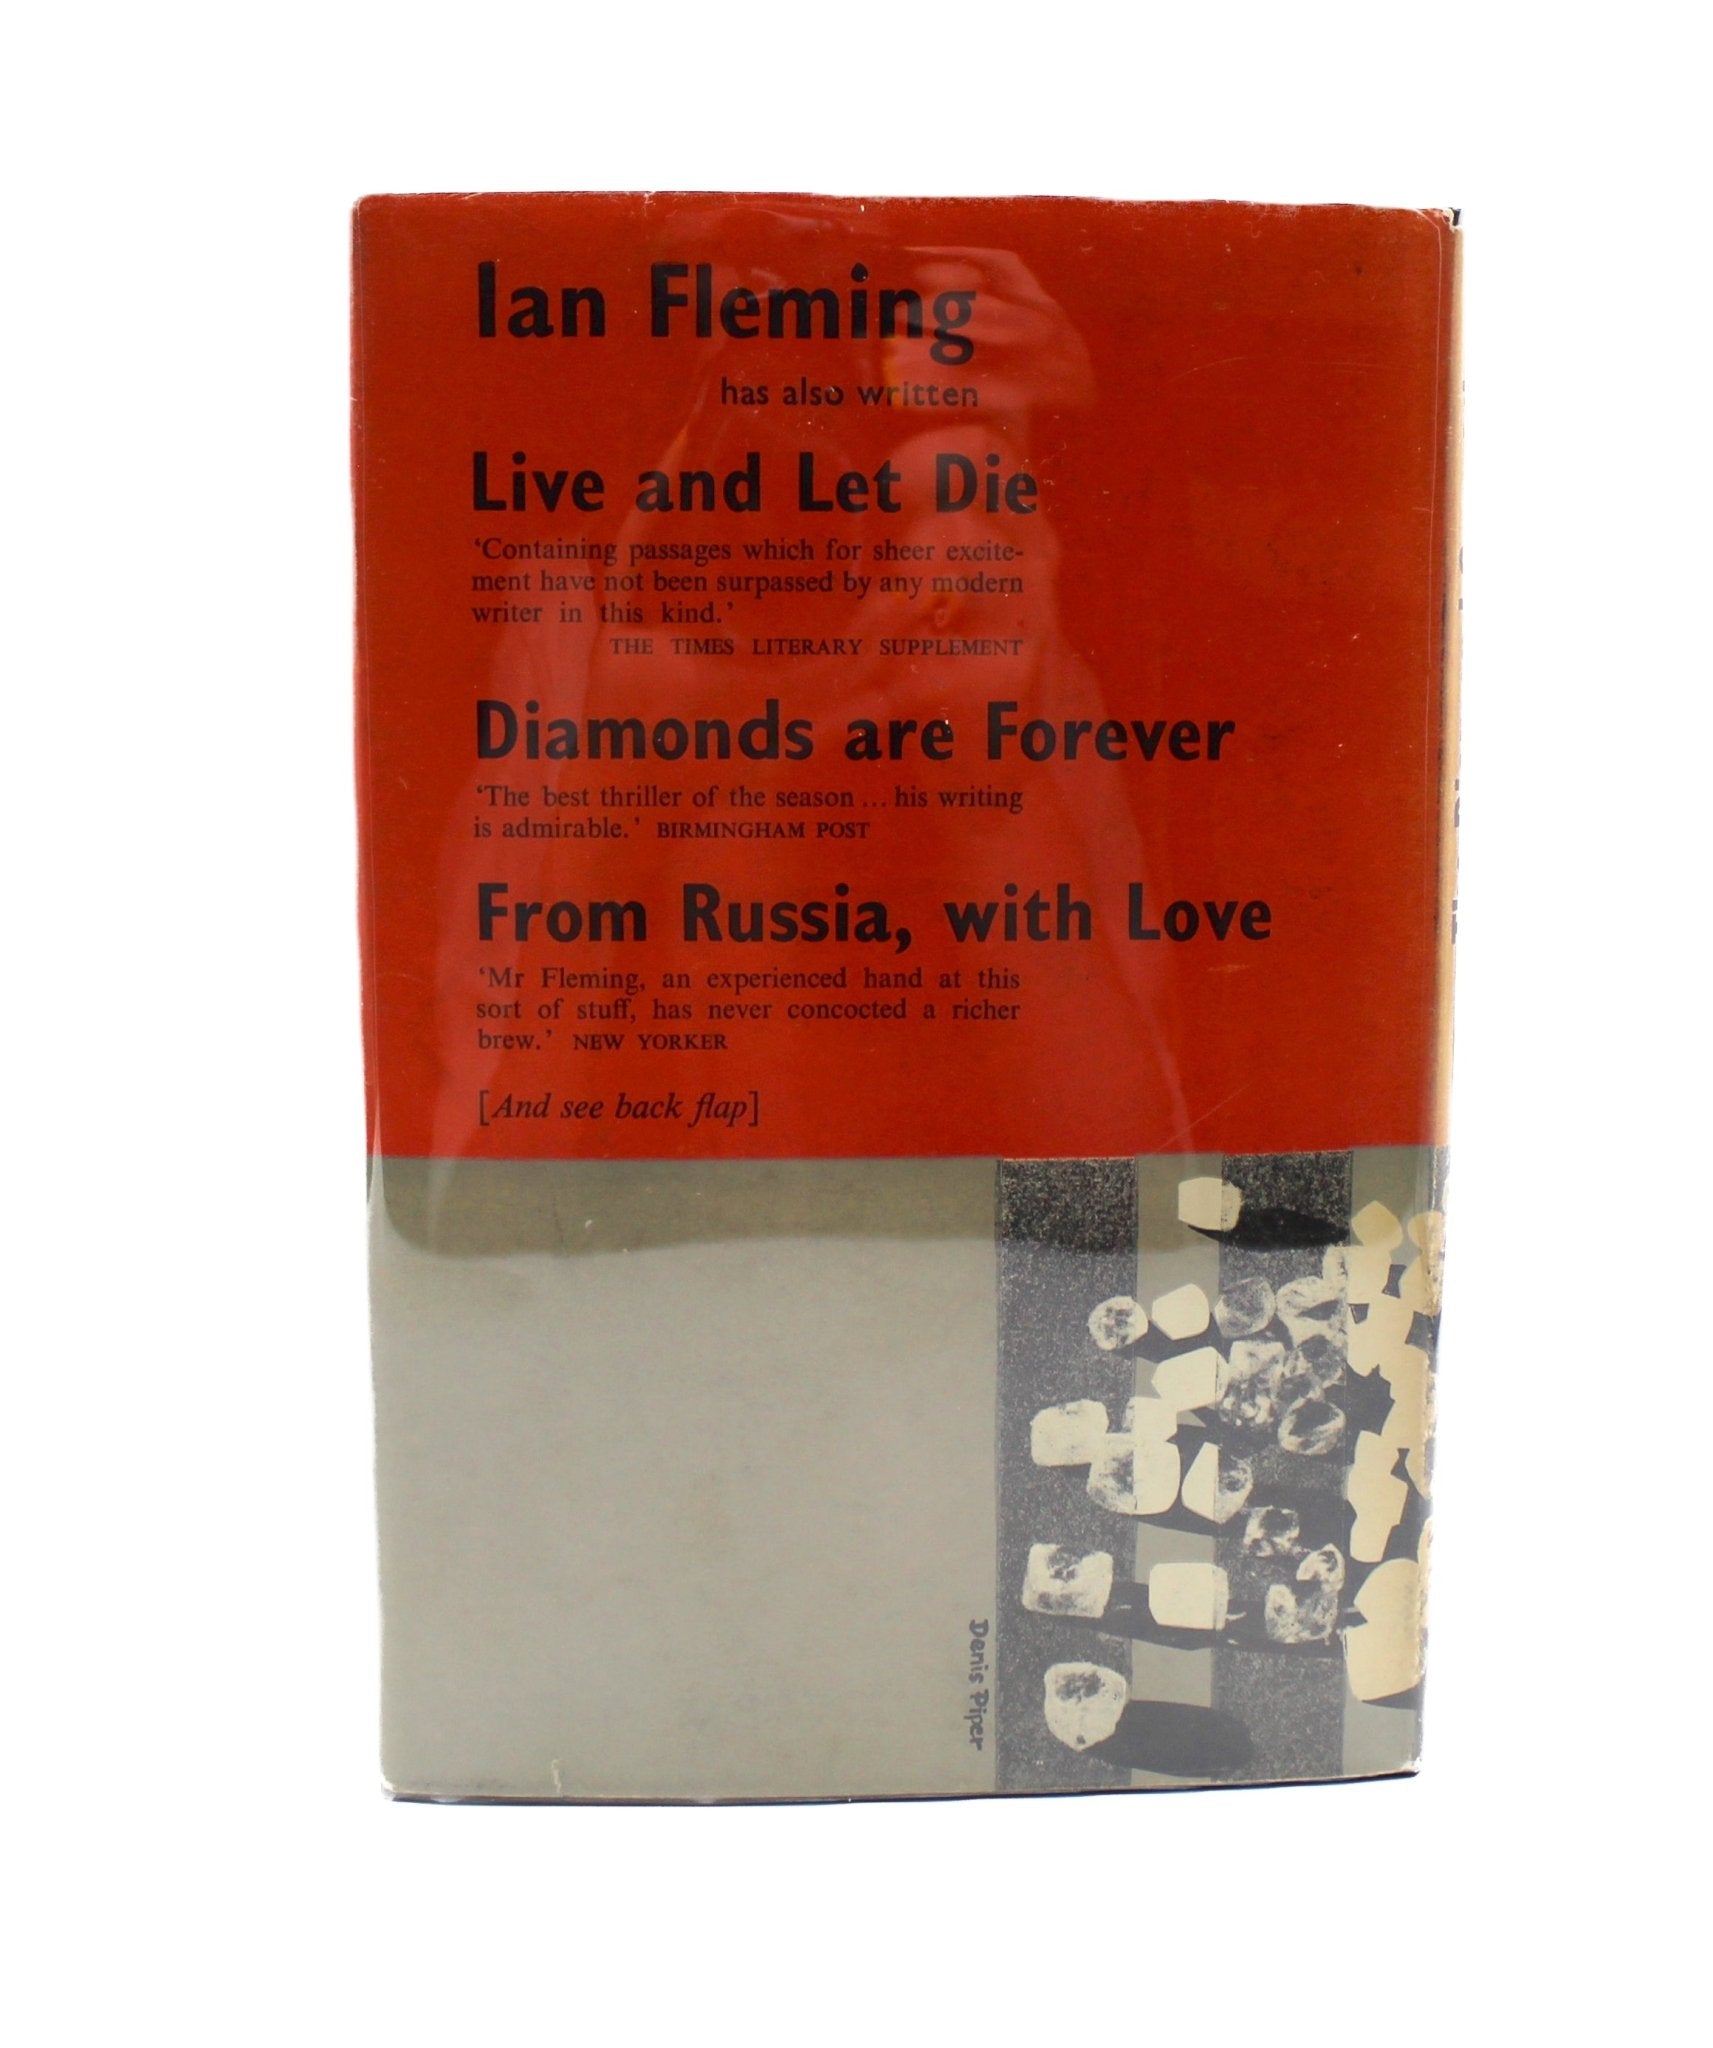 Ian Fleming
has also written
Live and Let Die
‘Containing passages which for sheer excite-
ment have not been surpassed by any modern
writer in this kind.’
THE TIMES LITERARY SUPPLEMENT
Diamonds are Forever
‘The best thriller of the season ... his writing
is admirable.’ BIRMINGHAM POST
From Russia, with Love
‘Mr Fleming, an experienced hand at this
sort of stuff, has never concocted a richer
brew.’ NEW YORKER
[And see back flap]
Denis Piper